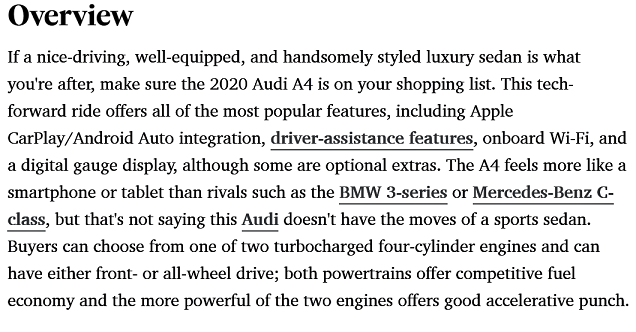 Overview
If a nice-driving, well-equipped, and handsomely styled luxury sedan is what
you're after, make sure the 2020 Audi A4 is on your shopping list. This tech-
forward ride offers all of the most popular features, including Apple
CarPlay/Android Auto integration, driver-assistance features, onboard Wi-Fi, and
a digital gauge display, although some are optional extras. The A4 feels more like a
smartphone or tablet than rivals such as the BMW 3-series or Mercedes-Benz C-
class, but that's not saying this Audi doesn't have the moves of a sports sedan.
Buyers can choose from one of two turbocharged four-cylinder engines and can
have either front- or all-wheel drive; both powertrains offer competitive fuel
economy and the more powerful of the two engines offers good accelerative punch.